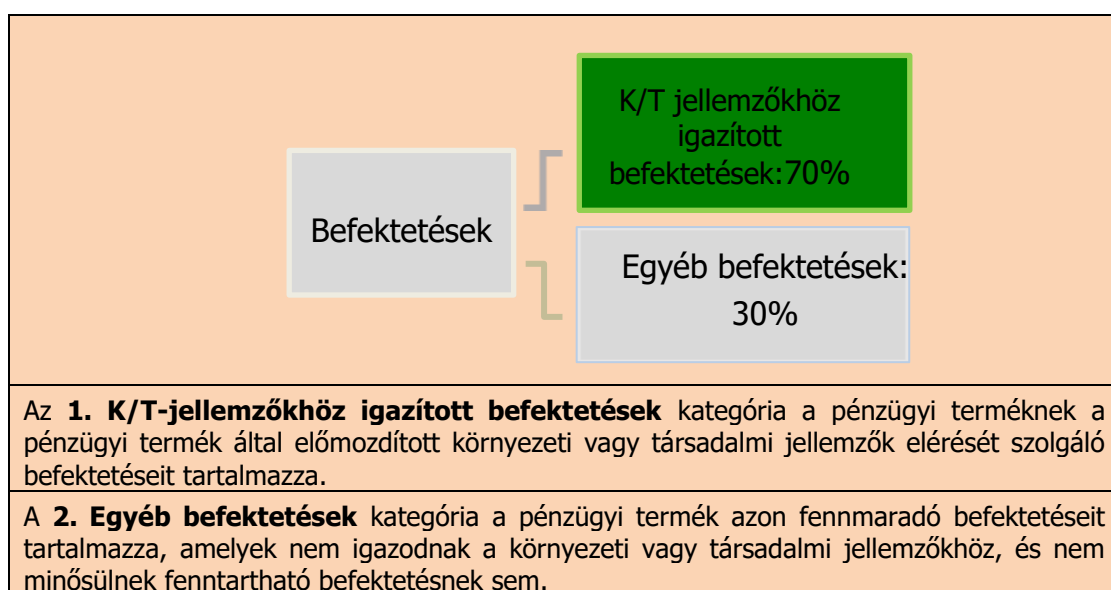 K/T jellemzőkhöz
igazított
befektetések:70%
Befektetések
Egyéb befektetések:
30%
Az 1. K/T-jellemzőkhöz igazított befektetések kategória a pénzügyi terméknek a
pénzügyi termék által előmozdított környezeti vagy társadalmi jellemzők elérését szolgáló
befektetéseit tartalmazza.
A 2. Egyéb befektetések kategória a pénzügyi termék azon fennmaradó befektetéseit
tartalmazza, amelyek nem igazodnak a környezeti vagy társadalmi jellemzőkhöz, és nem
minősülnek fenntartható befektetésnek sem.